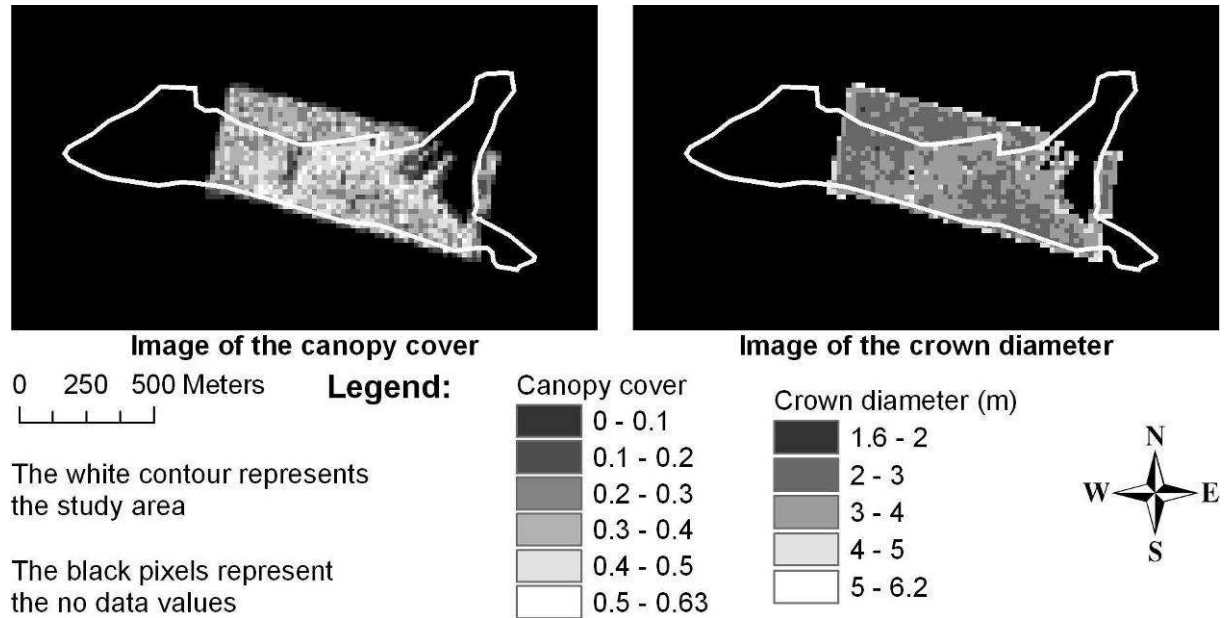 Image of the canopy cover
Image of the crown diameter
0 250 500 Meters
Legend:
The white contour represents
the study area
The black pixels represent
the no data values
Canopy cover
0 - 0.1
0.1 - 0.2
0.2 - 0.3
0.3 - 0.4
0.4 - 0.5
0.5 - 0.63
Crown diameter (m)
1.6 - 2
2 - 3
3 - 4
4 - 5
5 - 6.2
N
W E
S